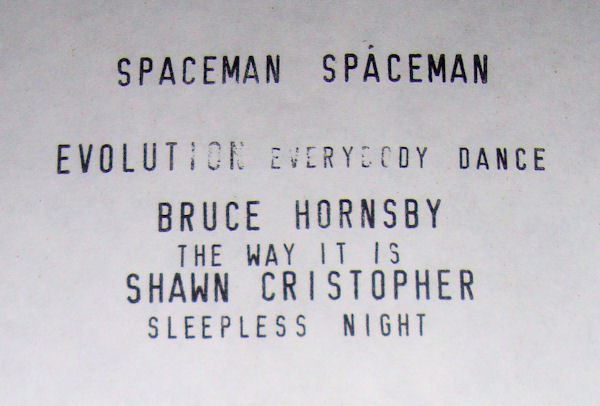 SPACEMAN SPACEMAN
EVOLUTION EVERYBODY DANCE
BRUCE HORNSBY
THE WAY IT IS
SHAWN CRISTOPHER
SLEEPLESS NIGHT